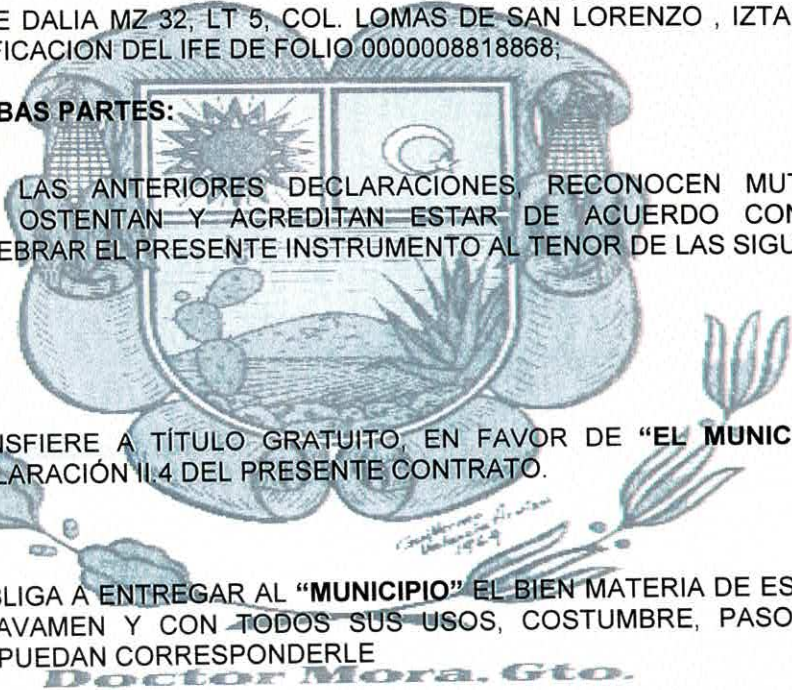 E DALIA MZ 32, LT 5, COL. LOMAS DE SAN LORENZO , IZTA
FICACION DEL IFE DE FOLIO 0000008818868;
BAS PARTES:
LAS ANTERIORES DECLARACIONES, RECONOCEN MUT
OSTENTAN Y ACREDITAN ESTAR DE ACUERDO CON
EBRAR EL PRESENTE INSTRUMENTO AL TENOR DE LAS SIGU
NSFIERE A TÍTULO GRATUITO, EN FAVOR DE “EL MUNIC
LARACIÓN II.4 DEL PRESENTE CONTRATO.
1969
BLIGA A ENTREGAR AL “MUNICIPIO” EL BIEN MATERIA DE ES
AVAMEN Y CON TODOS SUS USOS, COSTUMBRE, PASO
PUEDAN CORRESPONDERLE
Doctor Mora, Gto.